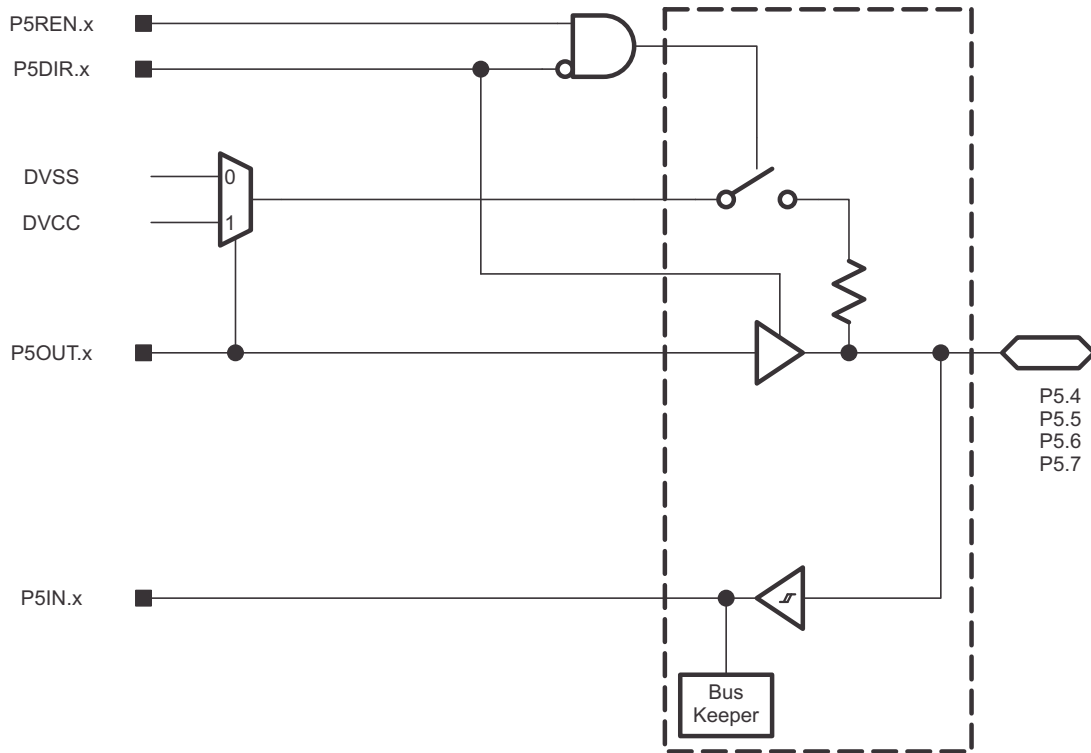 P5REN.x
P5DIR.x
DVSS
0
DVCC
1
P5OUT.x
P5.4
P5.5
P5.6
P5.7
P5IN.x
Bus
Keeper